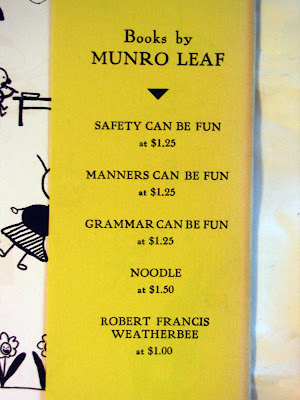 Books by
MUNRO LEAF
SAFETY CAN BE FUN
at $1.25
MANNERS CAN BE FUN
at $1.25
GRAMMAR CAN BE FUN
at $1.25
NOODLE
at $1.50
ROBERT FRANCIS
WEATHERBEE
at $1.00